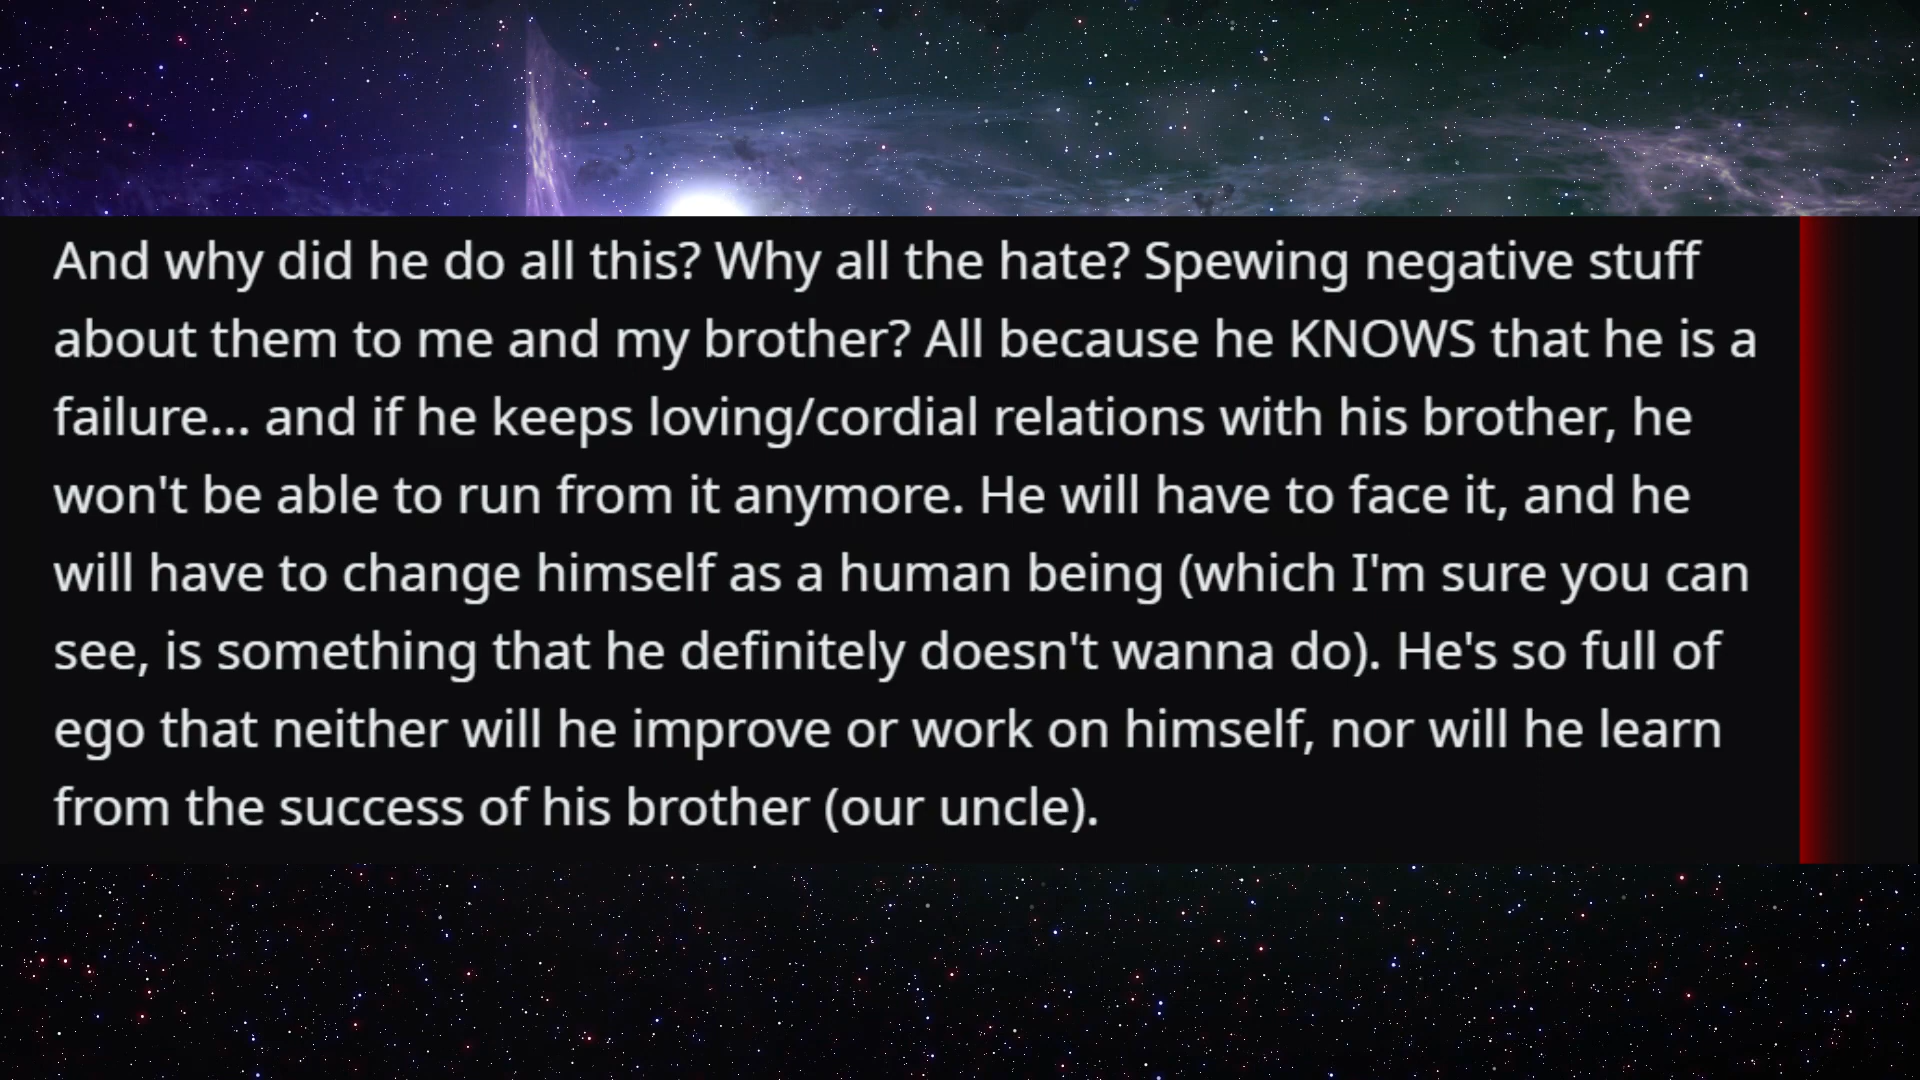 And why did he do all this? Why all the hate? Spewing negative stuff
about them to me and my brother? All because he KNOWS that he is a
failure... and if he keeps loving/cordial relations with his brother, he
won't be able to run from it anymore. He will have to face it, and he
will have to change himself as a human being (which I'm sure you can
see, is something that he definitely doesn't wanna do). He's so full of
ego that neither will he improve or work on himself, nor will he learn
from the success of his brother (our uncle).